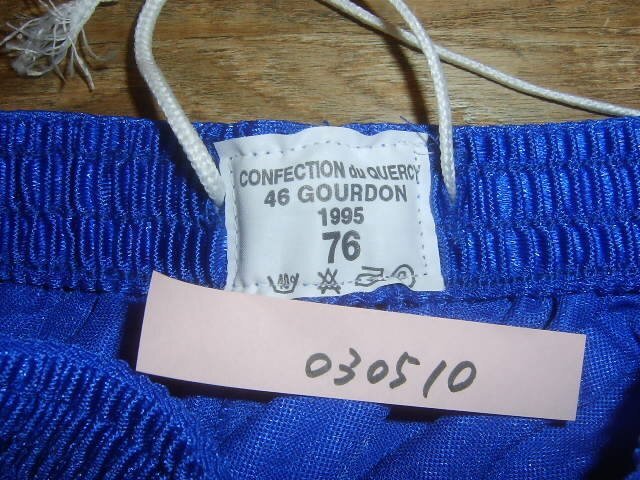 CONFECTION du QUERCY
46 GOURDON
1995
76
030510